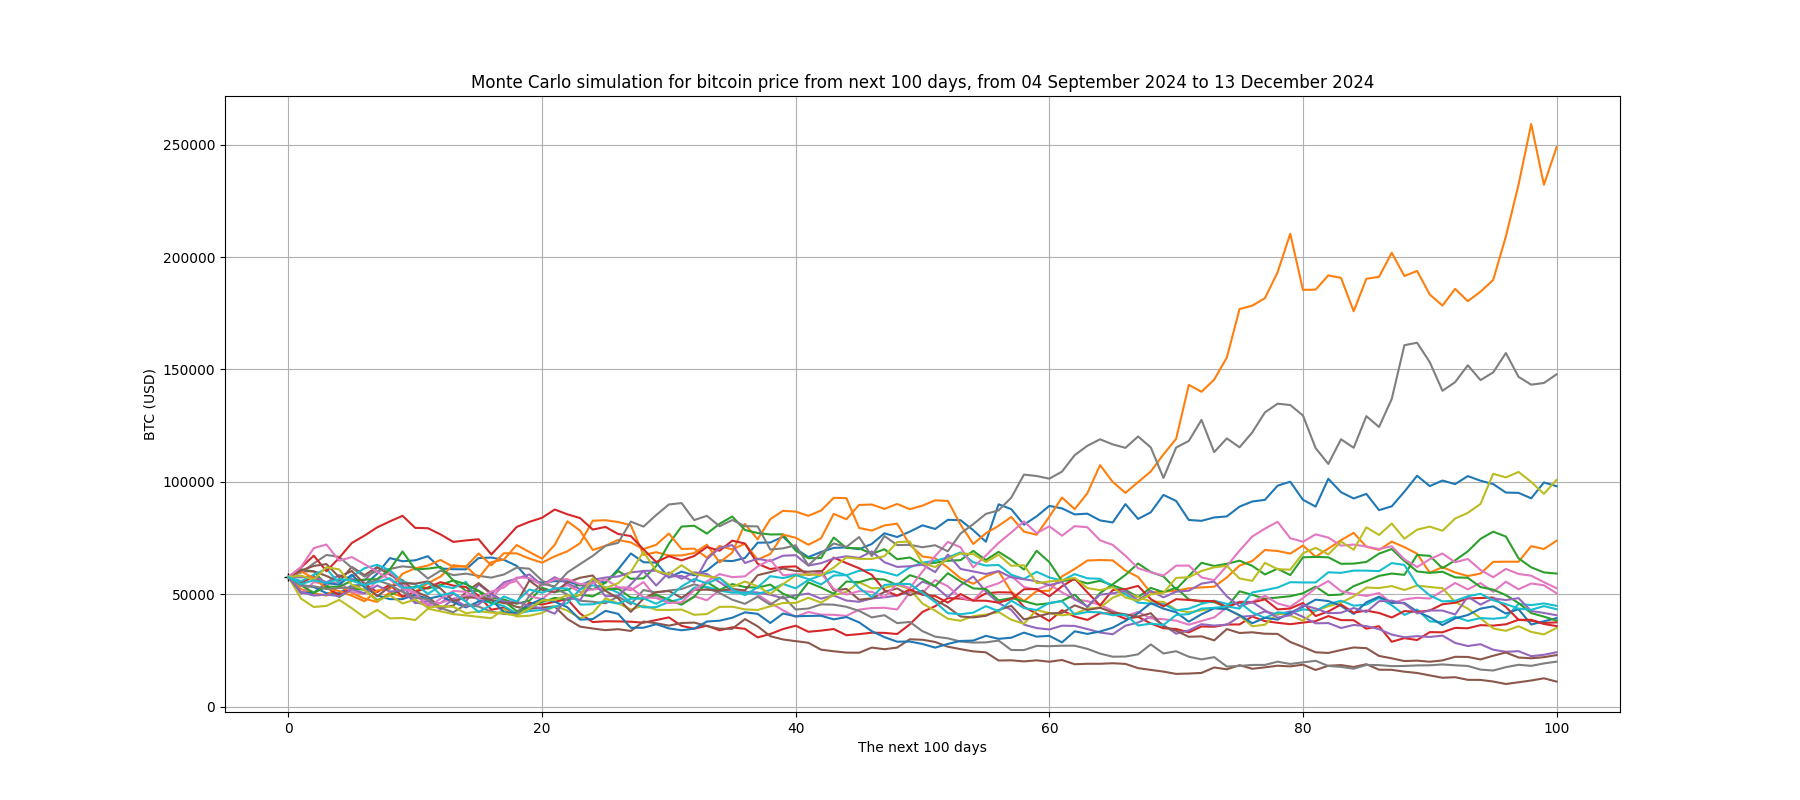 Monte Carlo simulation for bitcoin price from next 100 days, from 04 September 2024 to 13 December 2024
250000
200000
150000
100000
50000
0
BTC (USD)
0 20 40 60 80 100
The next 100 days